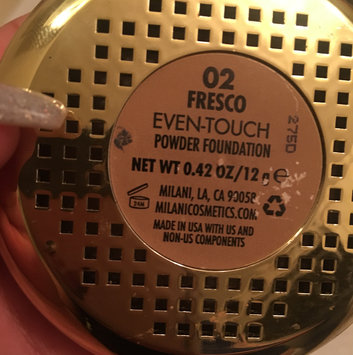 02
FRESCO
EVEN-TOUCH
POWDER FOUNDATION
NET WT 0.42 OZ/12 g e
24M
MILANI, LA, CA 90058
MILANICOSMETICS.COM
MADE IN USA WITH US AND
NON-US COMPONENTS
275D